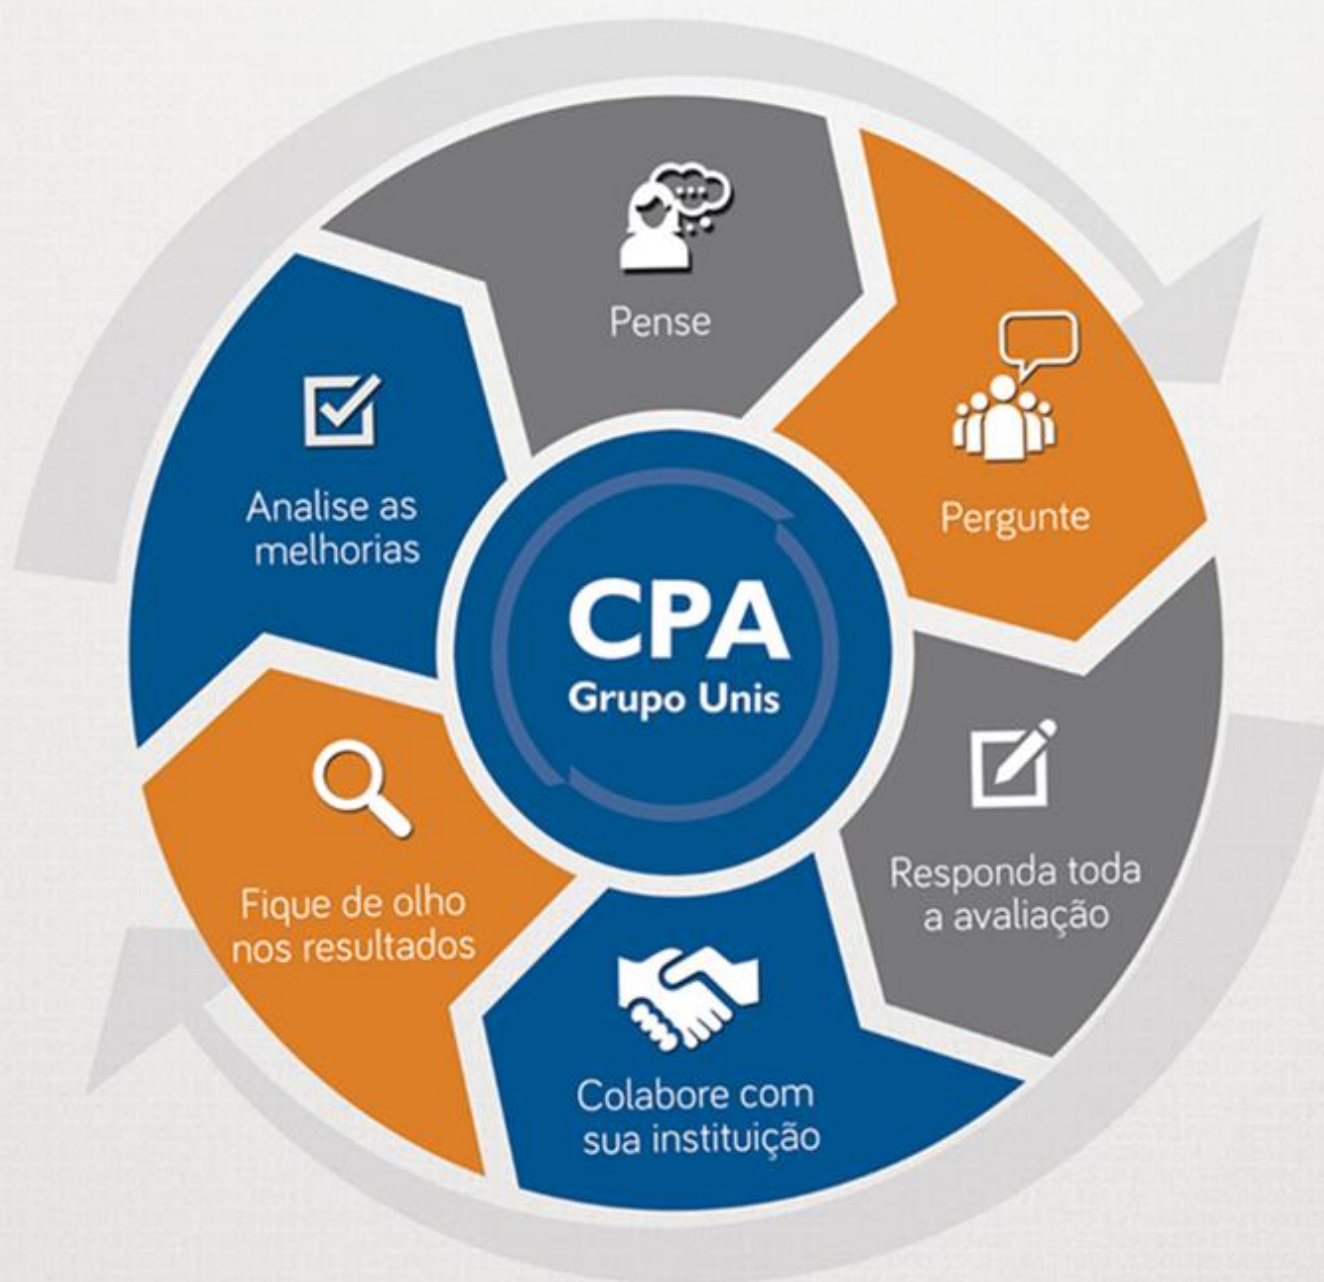 Pense
Pergunte
Responda toda
a avaliação
Colabore com
sua instituição
Fique de olho
nos resultados
Analise as
melhorias
CPA
Grupo Unis